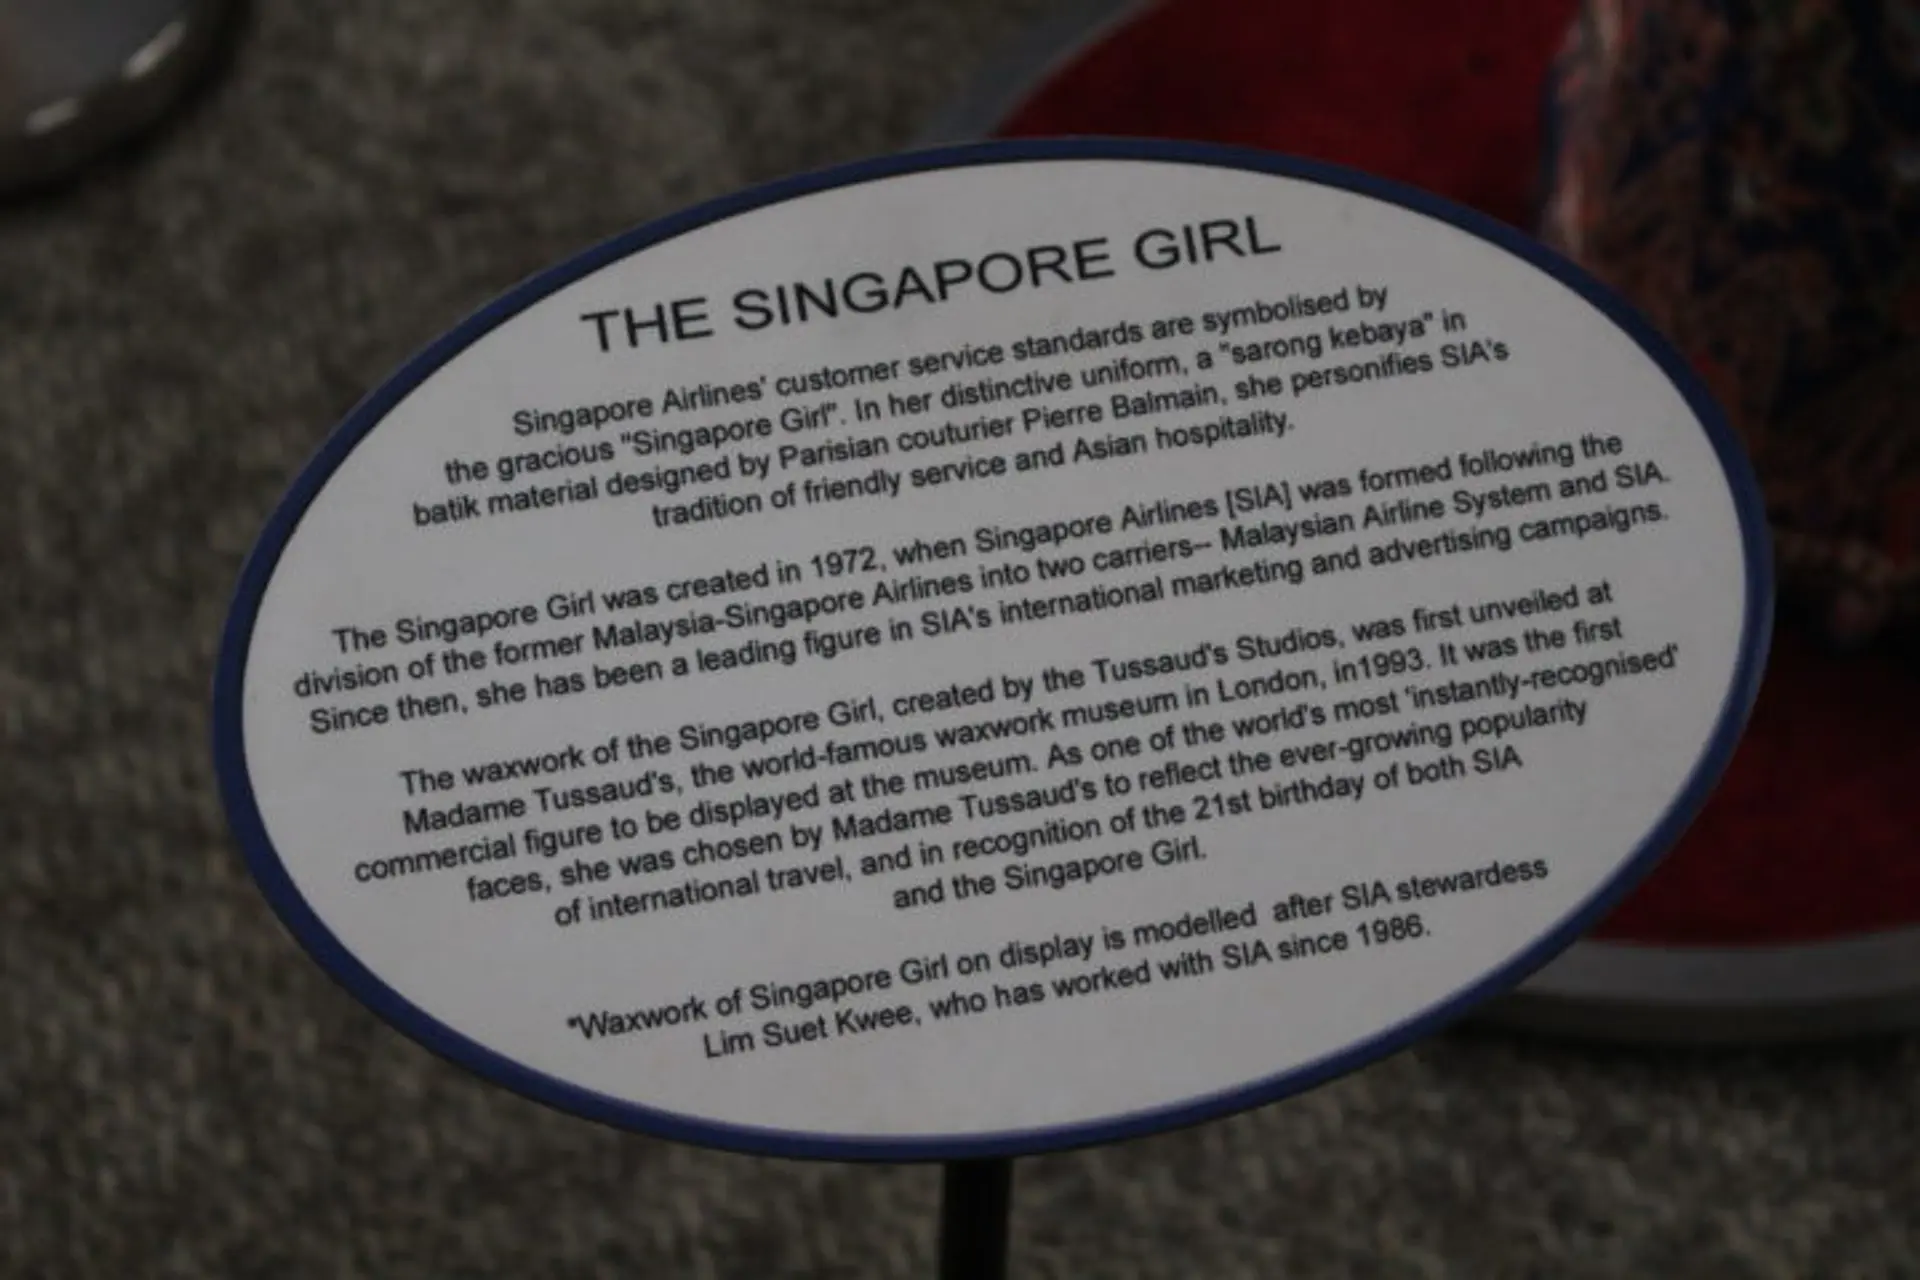 THE SINGAPORE GIRL
Singapore Airlines' customer service standards are symbolised by
the gracious "Singapore Girl". In her distinctive uniform, a "sarong kebaya" in
batik material designed by Parisian couturier Pierre Balmain, she personifies SIA's
tradition of friendly service and Asian hospitality.
The Singapore Girl was created in 1972, when Singapore Airlines [SIA] was formed following the
division of the former Malaysia-Singapore Airlines into two carriers-- Malaysian Airline System and SIA.
Since then, she has been a leading figure in SIA's international marketing and advertising campaigns.
The waxwork of the Singapore Girl, created by the Tussaud's Studios, was first unveiled at
Madame Tussaud's, the world-famous waxwork museum in London, in1993. It was the first
commercial figure to be displayed at the museum. As one of the world's most 'instantly-recognised'
faces, she was chosen by Madame Tussaud's to reflect the ever-growing popularity
of international travel, and in recognition of the 21st birthday of both SIA
and the Singapore Girl.
*Waxwork of Singapore Girl on display is modelled after SIA stewardess
Lim Suet Kwee, who has worked with SIA since 1986.